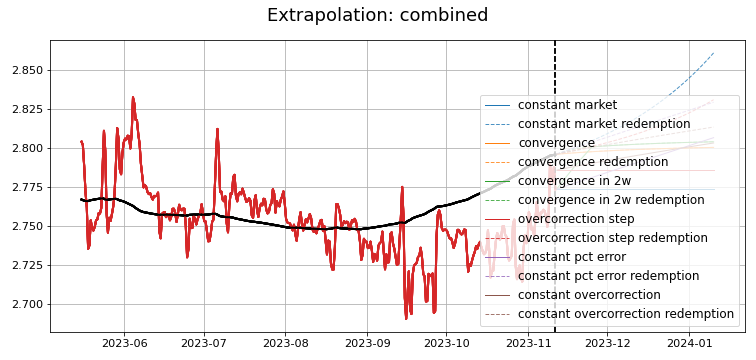 Extrapolation: combined
2.850
2.825
2.800
2.775
2.750
2.725
2.700
constant market
constant market redemption
convergence
convergence redemption
convergence in 2w
convergence in 2w redemption
overcorrection step
overcorrection step redemption
constant pct error
constant pct error redemption
constant overcorrection
constant overcorrection redemption
2023-06 2023-07 2023-08 2023-09 2023-10 2023-11 2023-12 2024-01